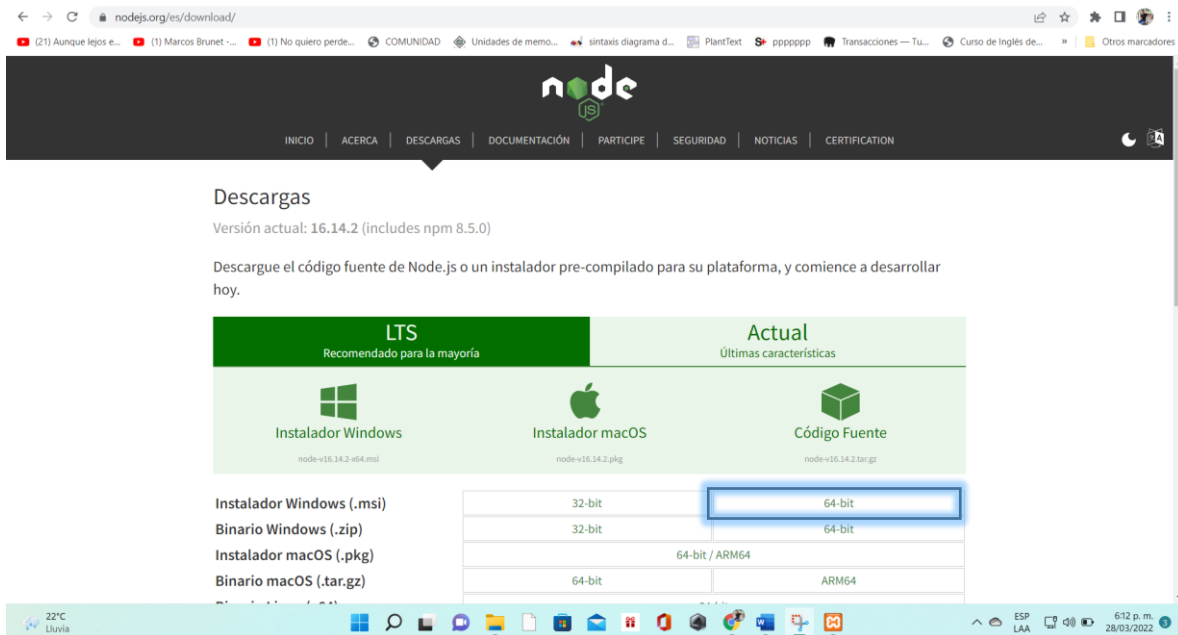 nodejs.org/es/download/
(21) Aunque lejos e... (1) Marcos Brunet -... (1) No quiero perde... COMUNIDAD Unidades de memo... sintaxis diagrama d... PlantText S+ ppppppp Transacciones — Tu... Curso de Inglés de... » Otros marcadores
node
JS
INICIO | ACERCA | DESCARGAS | DOCUMENTACIÓN | PARTICIPE | SEGURIDAD | NOTICIAS | CERTIFICATION
Descargas
Versión actual: 16.14.2 (includes npm 8.5.0)
Descargue el código fuente de Node.js o un instalador pre-compilado para su plataforma, y comience a desarrollar
hoy.
LTS
Recomendado para la mayoría
Actual
Últimas características
Instalador Windows
node-v16.14.2-x64.msi
Instalador macOS
node-v16.14.2.pkg
Código Fuente
node-v16.14.2.tar.gz
Instalador Windows (.msi) 32-bit 64-bit
Binario Windows (.zip) 32-bit 64-bit
Instalador macOS (.pkg) 64-bit / ARM64
Binario macOS (.tar.gz) 64-bit ARM64
22°C
Lluvia
ESP
LAA
6:12 p. m.
28/03/2022
3